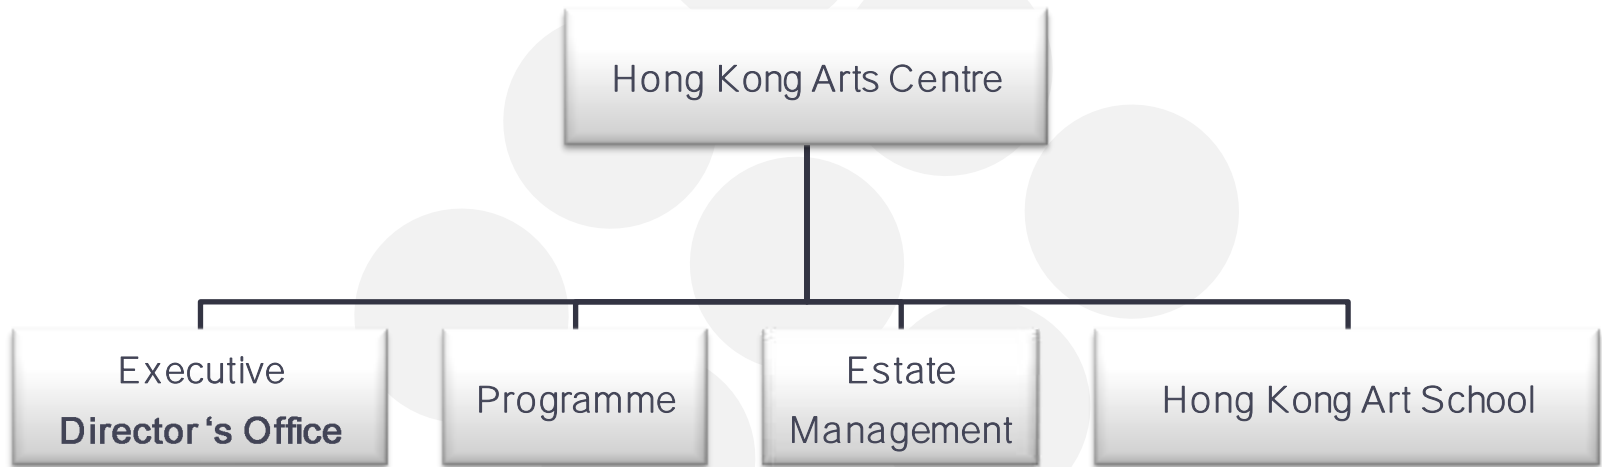 Hong Kong Arts Centre
Executive
Director ‘s Office
Programme
Estate
Management
Hong Kong Art School